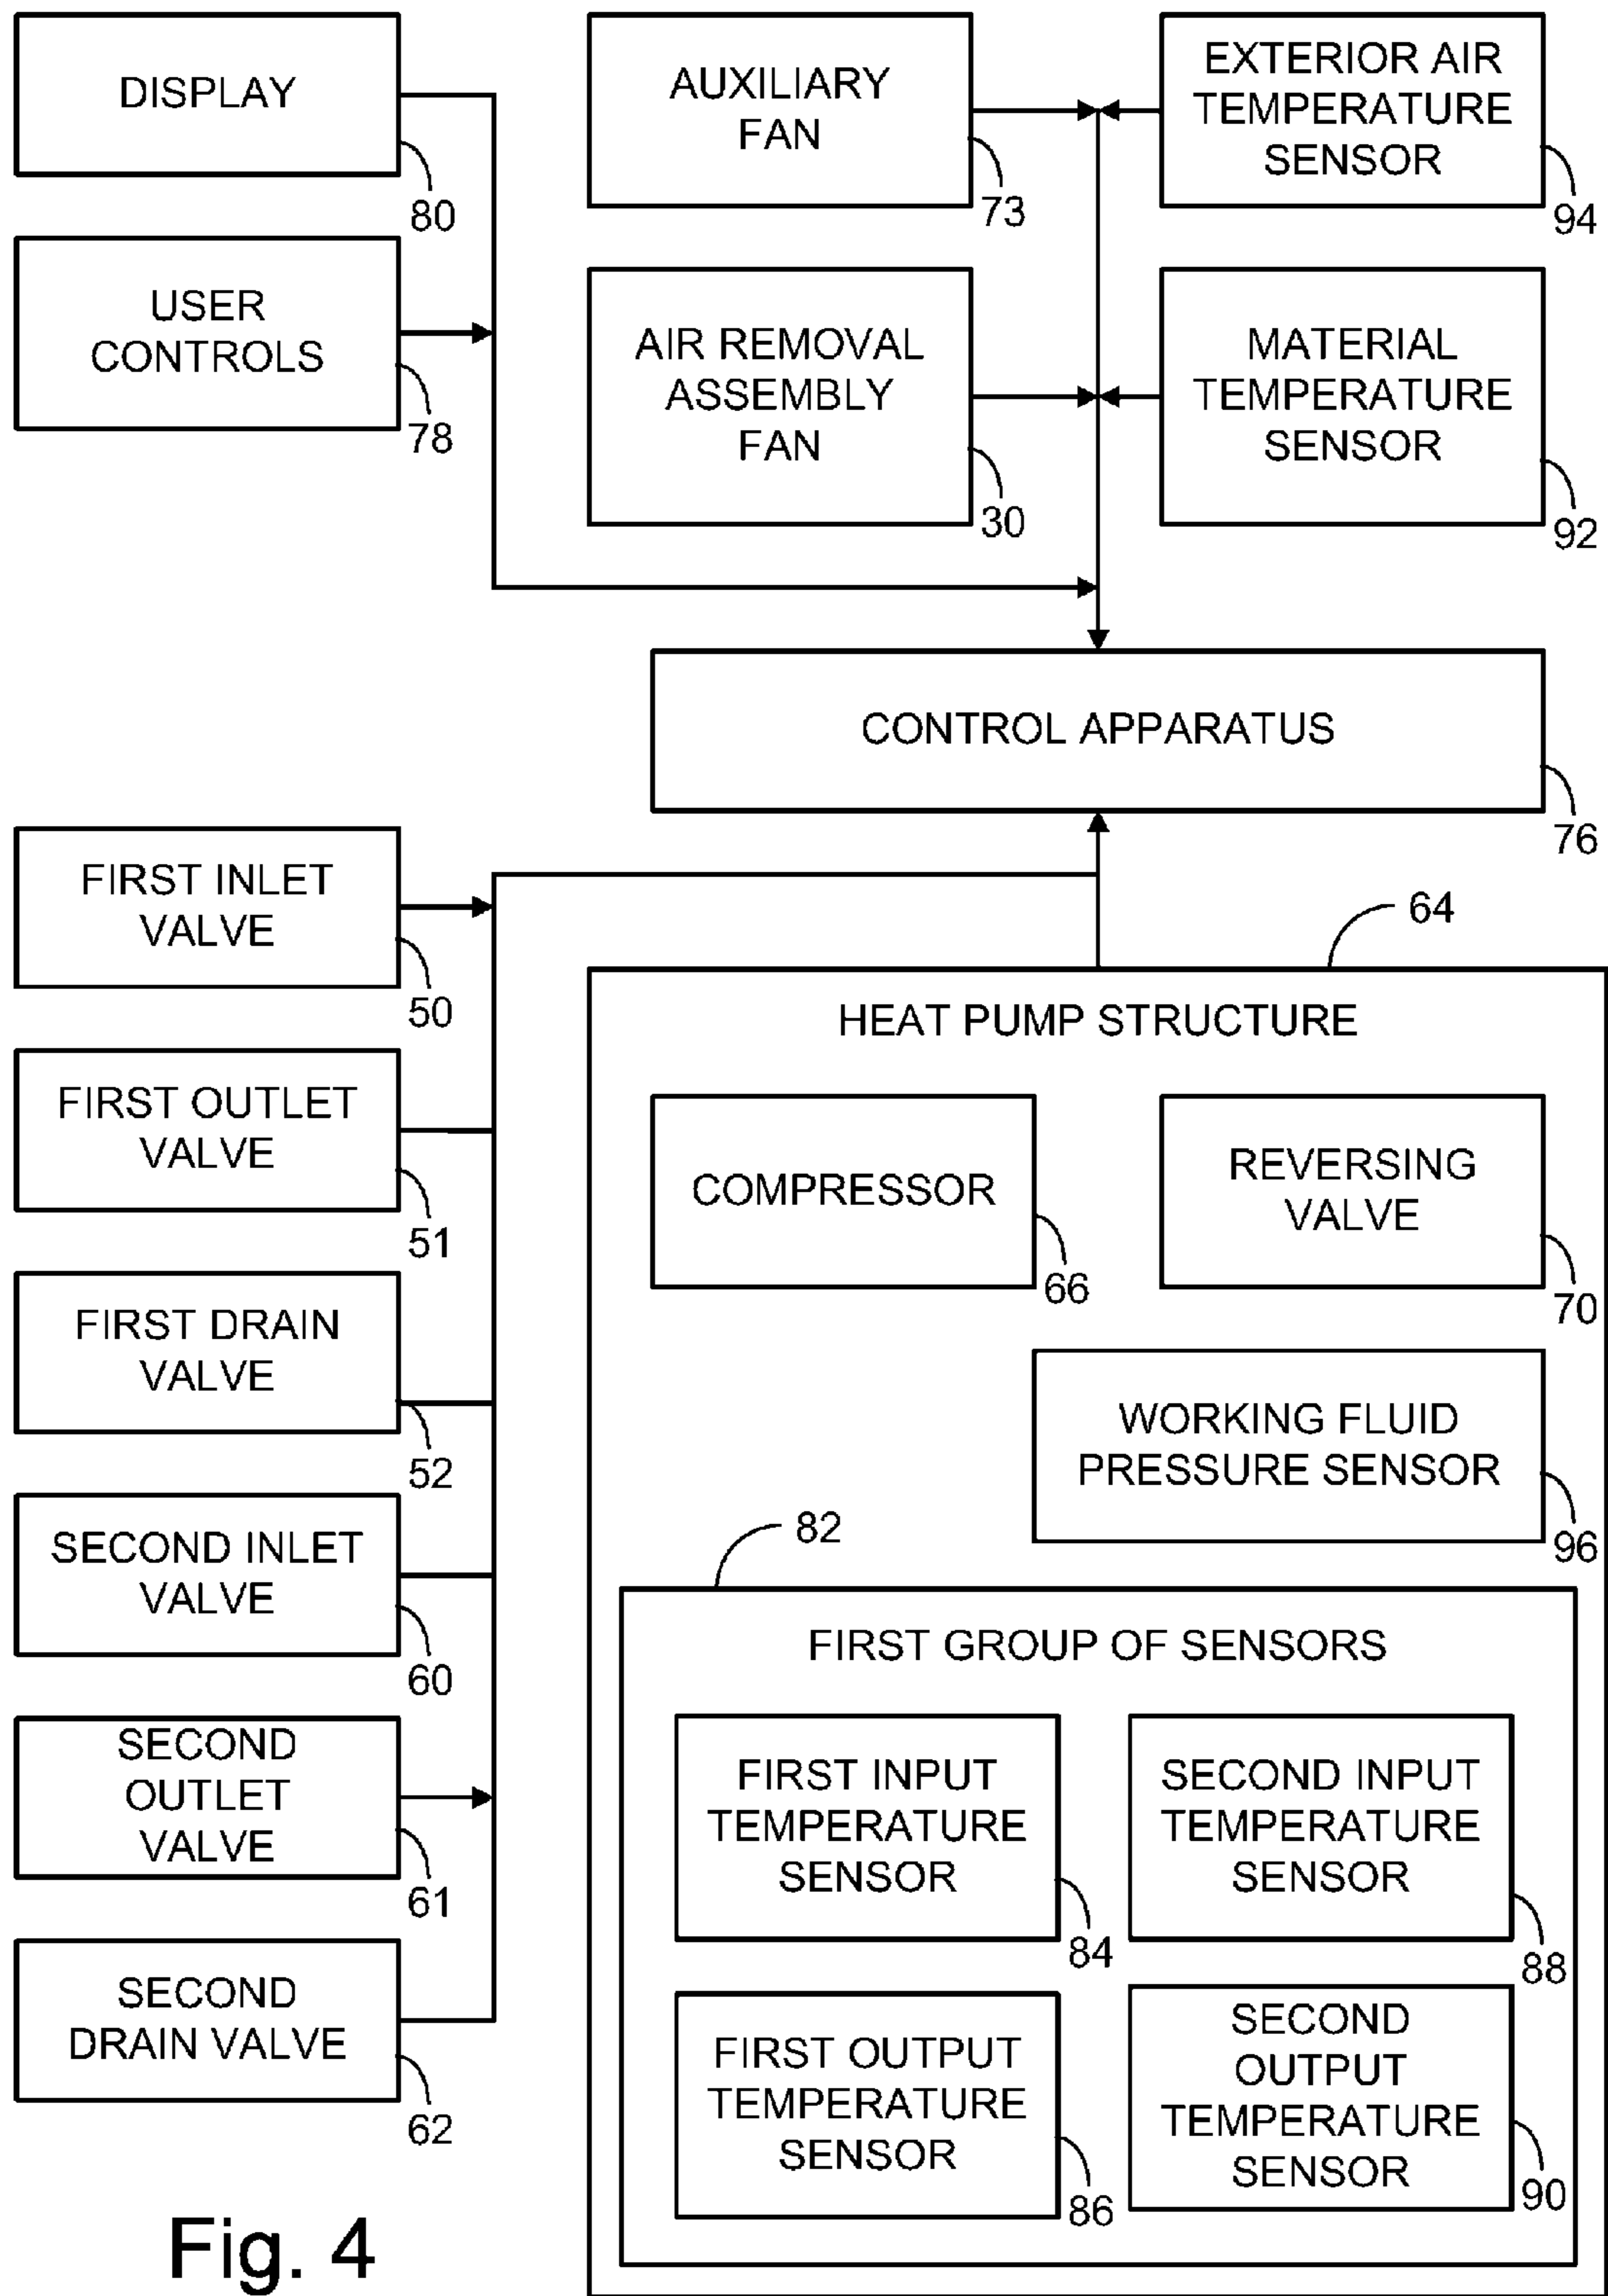 DISPLAY
80
USER
CONTROLS
78
AUXILIARY
FAN
73
EXTERIOR AIR
TEMPERATURE
SENSOR
94
AIR REMOVAL
ASSEMBLY
FAN
30
MATERIAL
TEMPERATURE
SENSOR
92
CONTROL APPARATUS
76
FIRST INLET
VALVE
50
FIRST OUTLET
VALVE
51
FIRST DRAIN
VALVE
52
SECOND INLET
VALVE
60
SECOND
OUTLET
VALVE
61
SECOND
DRAIN VALVE
62
64
HEAT PUMP STRUCTURE
COMPRESSOR
66
REVERSING
VALVE
70
WORKING FLUID
PRESSURE SENSOR
96
82
FIRST GROUP OF SENSORS
FIRST INPUT
TEMPERATURE
SENSOR
84
SECOND INPUT
TEMPERATURE
SENSOR
88
FIRST OUTPUT
TEMPERATURE
SENSOR
86
SECOND
OUTPUT
TEMPERATURE
SENSOR
90
Fig. 4